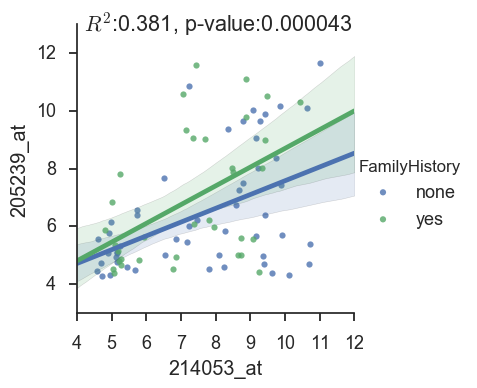 R²:0.381, p-value:0.000043
12
10
8
6
4
205239_at
4 5 6 7 8 9 10 11 12
214053_at
FamilyHistory
none
yes